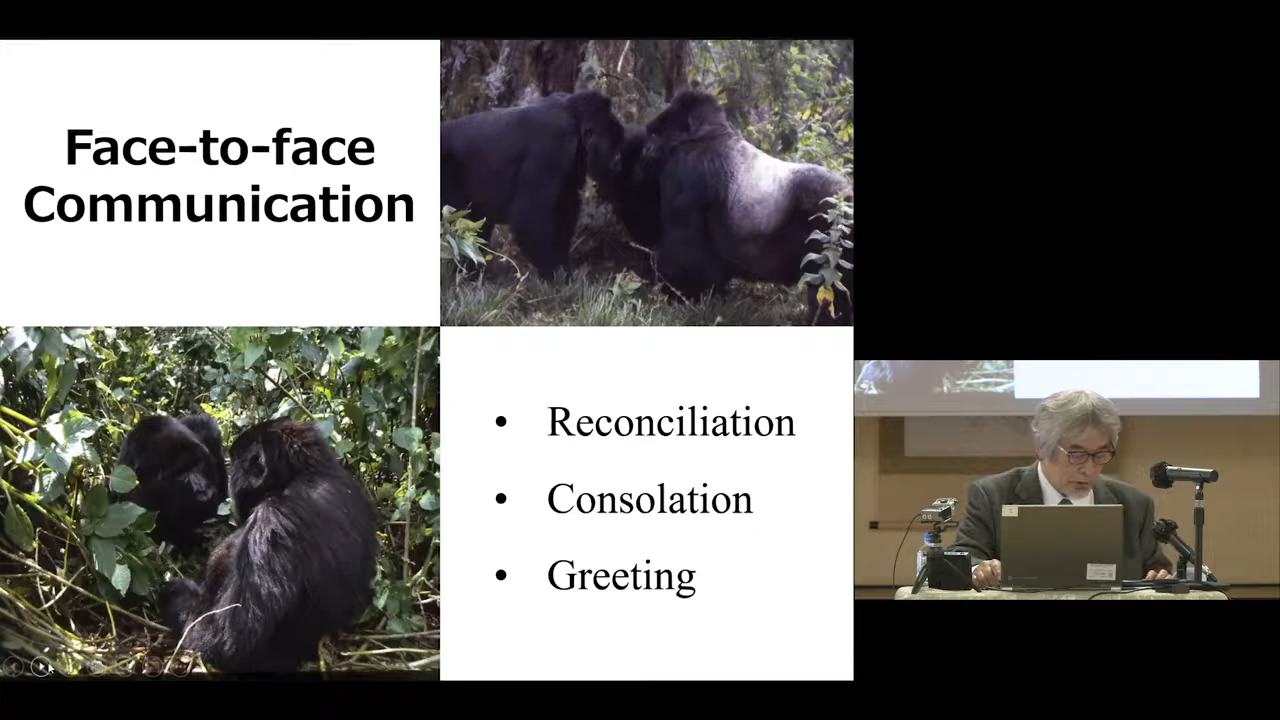 Face-to-face
Communication
• Reconciliation
• Consolation
• Greeting